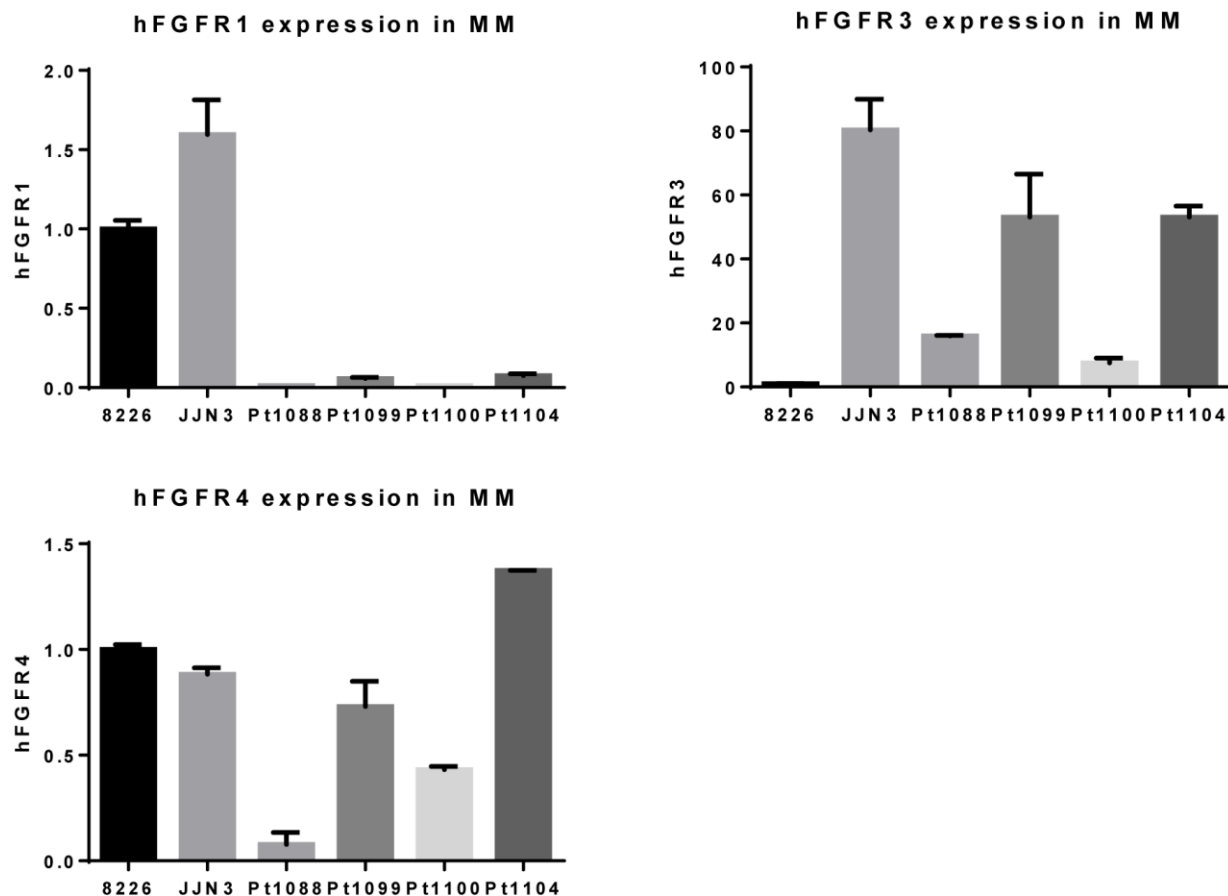 hFGFR1 expression in MM
hFGFR1
2.0
1.5
1.0
0.5
0.0
8226 JJN3 Pt1088 Pt1099 Pt1100 Pt1104
hFGFR3 expression in MM
hFGFR3
100
80
60
40
20
0
8226 JJN3 Pt1088 Pt1099 Pt1100 Pt1104
hFGFR4 expression in MM
hFGFR4
1.5
1.0
0.5
0.0
8226 JJN3 Pt1088 Pt1099 Pt1100 Pt1104